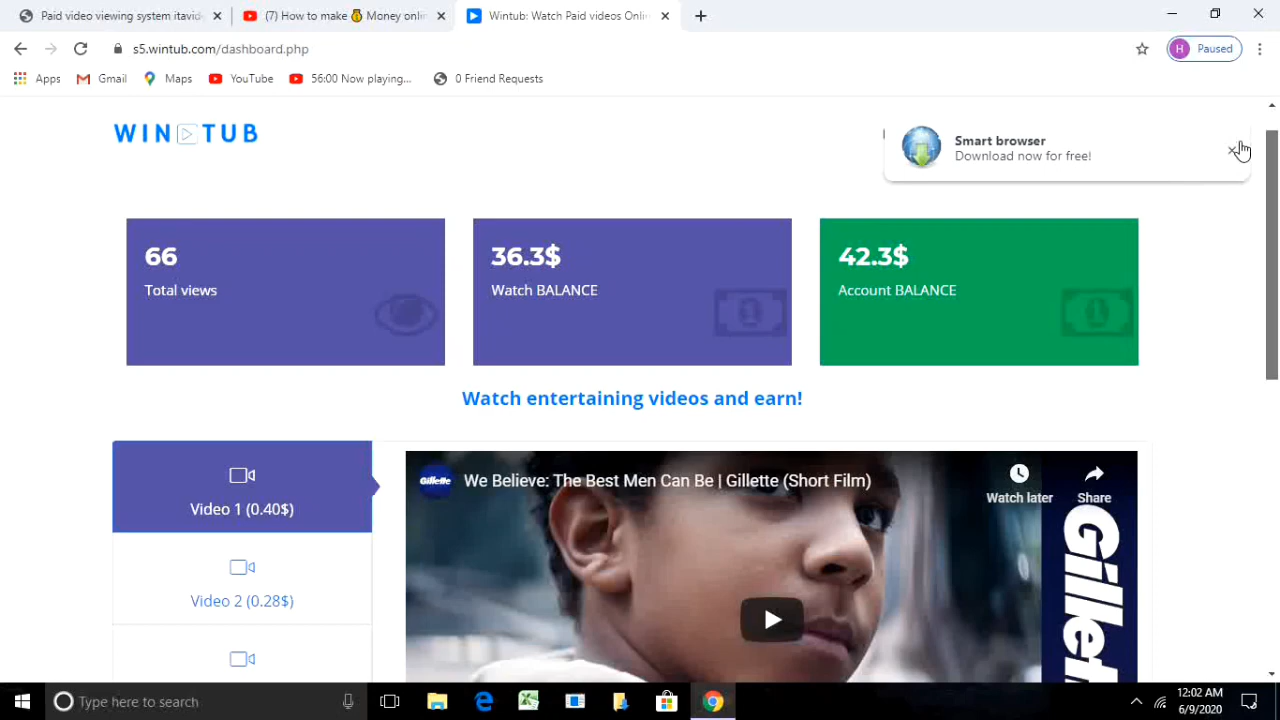 Paid video viewing system itavid
(7) How to make 💰 Money onli
Wintub: Watch Paid videos Onli
s5.wintub.com/dashboard.php
H
Paused
Apps
Gmail
Maps
YouTube
56:00 Now playing...
0 Friend Requests
WIN TUB
Smart browser
Download now for free!
66
Total views
36.3$
Watch BALANCE
42.3$
Account BALANCE
Watch entertaining videos and earn!
Video 1 (0.40$)
Video 2 (0.28$)
Gillette
We Believe: The Best Men Can Be | Gillette (Short Film)
Watch later
Share
Gillett
Type here to search
12:02 AM
6/9/2020